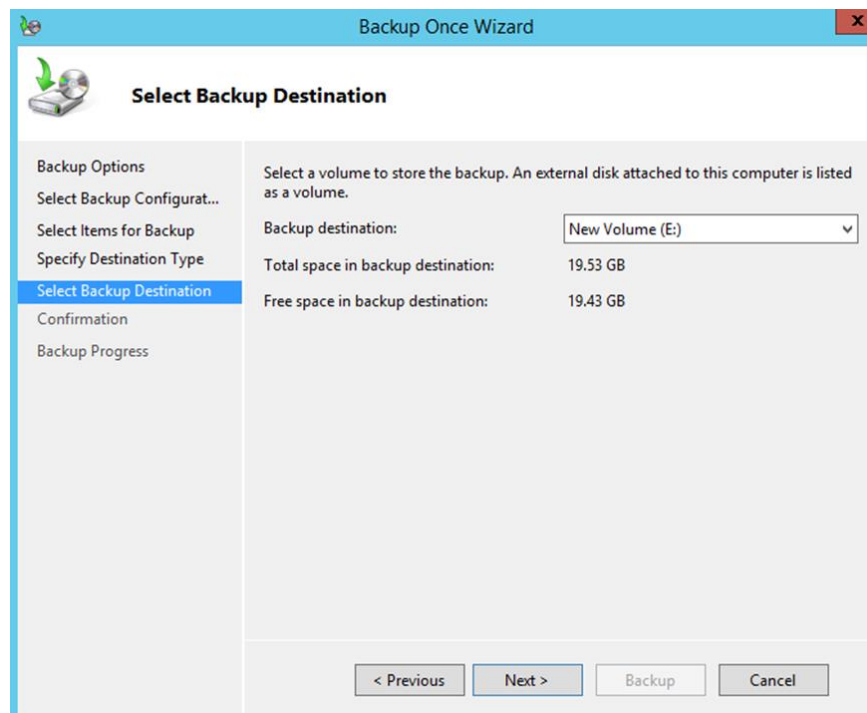 Backup Once Wizard
x
Select Backup Destination
Backup Options
Select Backup Configurat...
Select Items for Backup
Specify Destination Type
Select Backup Destination
Confirmation
Backup Progress
Select a volume to store the backup. An external disk attached to this computer is listed
as a volume.
Backup destination: New Volume (E:)
Total space in backup destination: 19.53 GB
Free space in backup destination: 19.43 GB
< Previous Next > Backup Cancel